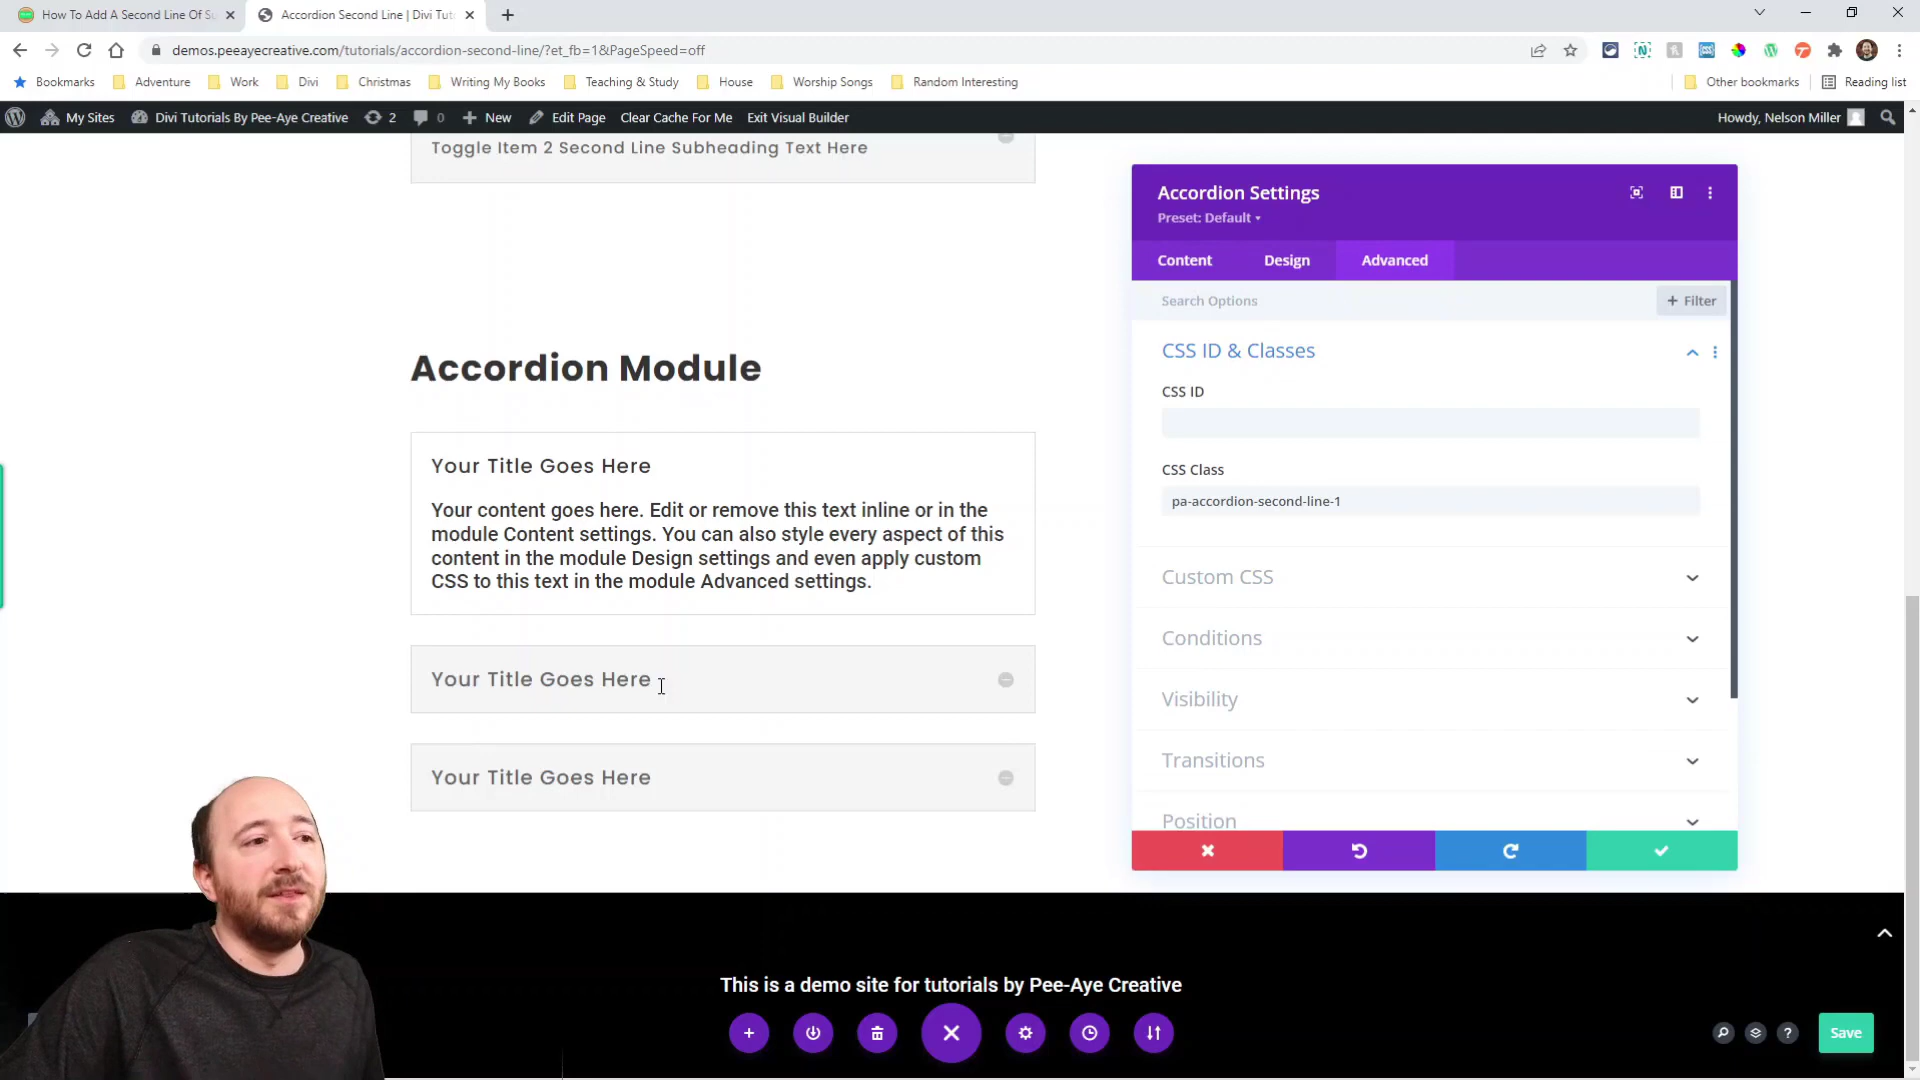 How To Add A Second Line Of Su
Accordion Second Line | Divi Tut
demos.peeayecreative.com/tutorials/accordion-second-line/?et_fb=1&PageSpeed=off
Bookmarks Adventure Work Divi Christmas Writing My Books Teaching & Study House Worship Songs Random Interesting Other bookmarks Reading list
My Sites Divi Tutorials By Pee-Aye Creative 2 0 New Edit Page Clear Cache For Me Exit Visual Builder Howdy, Nelson Miller
Toggle Item 2 Second Line Subheading Text Here
Accordion Module
Your Title Goes Here
Your content goes here. Edit or remove this text inline or in the
module Content settings. You can also style every aspect of this
content in the module Design settings and even apply custom
CSS to this text in the module Advanced settings.
Your Title Goes Here
Your Title Goes Here
Accordion Settings
Preset: Default
Content Design Advanced
Search Options + Filter
CSS ID & Classes
CSS ID
CSS Class
pa-accordion-second-line-1
Custom CSS
Conditions
Visibility
Transitions
Position
This is a demo site for tutorials by Pee-Aye Creative
Save